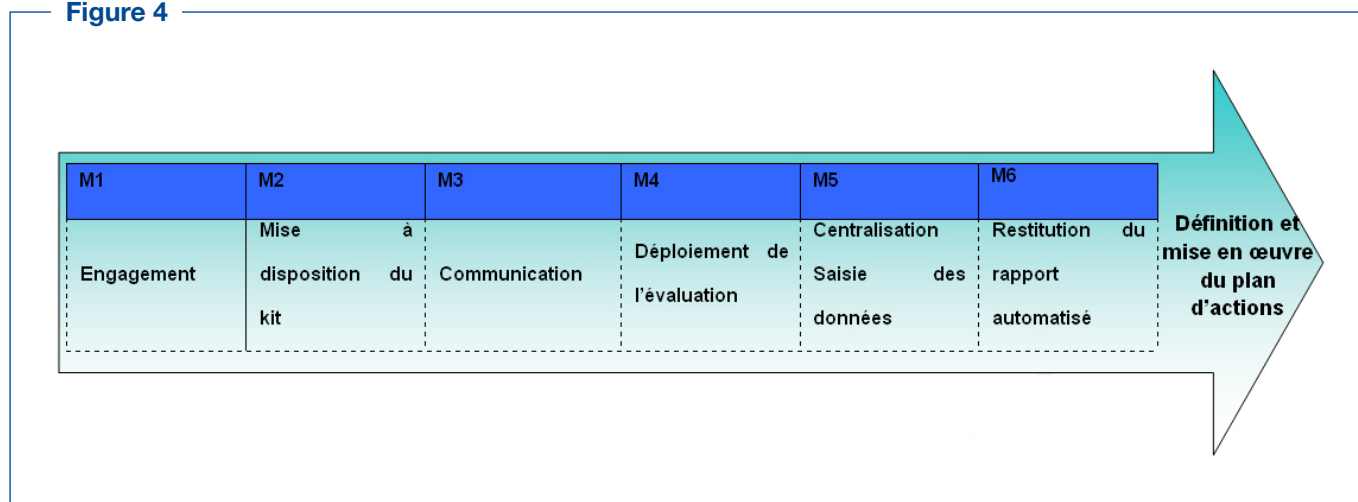 Figure 4
M1
M2
M3
M4
M5
M6
Engagement
Mise à
disposition du
kit
Communication
Déploiement de
l’évaluation
Centralisation
Saisie des
données
Restitution du
rapport
automatisé
Définition et
mise en œuvre
du plan
d’actions